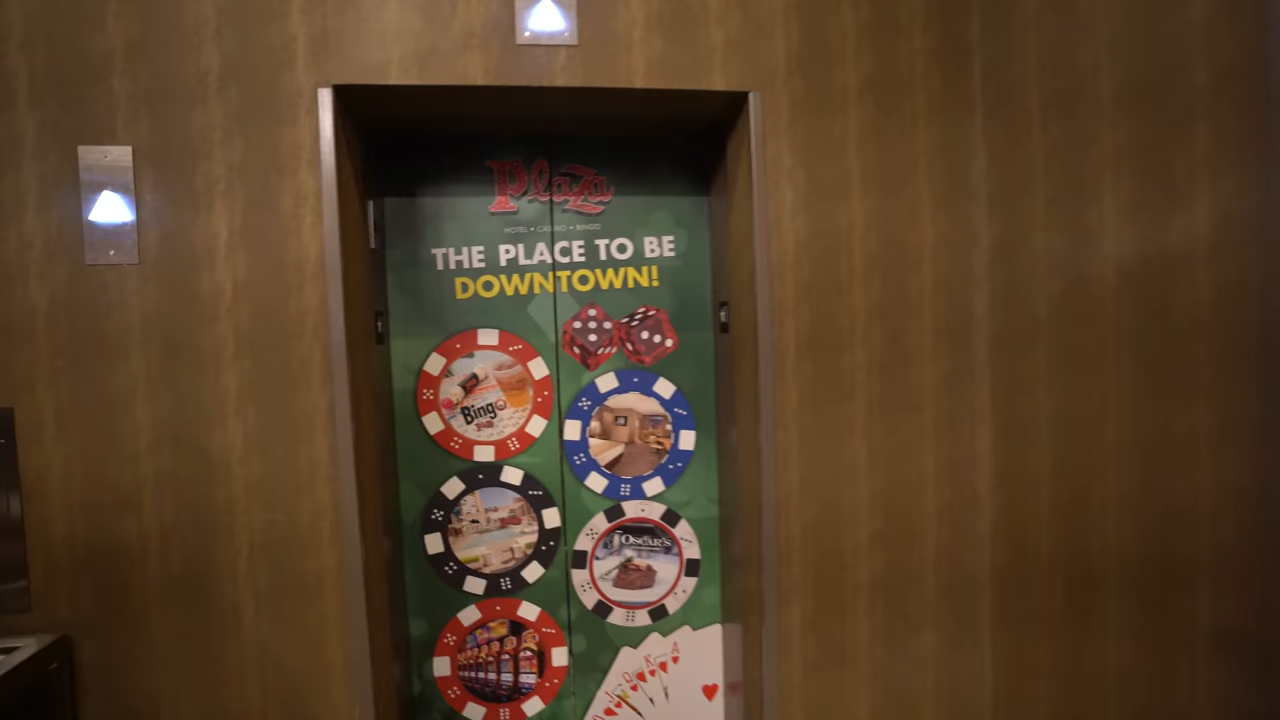 Plaza
HOTEL • CASINO • BINGO
THE PLACE TO BE
DOWNTOWN!
Bingo
OSCAR'S
A
K
Q
J